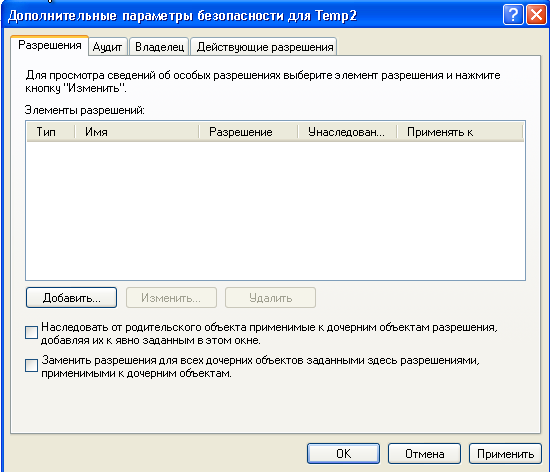 Дополнительные параметры безопасности для Temp2
Разрешения Аудит Владелец Действующие разрешения
Для просмотра сведений об особых разрешениях выберите элемент разрешения и нажмите
кнопку "Изменить".
Элементы разрешений:
Тип Имя Разрешение Унаследован... Применять к
Добавить... Изменить... Удалить
Наследовать от родительского объекта применимые к дочерним объектам разрешения,
добавляя их к явно заданным в этом окне.
Заменить разрешения для всех дочерних объектов заданными здесь разрешениями,
применимыми к дочерним объектам.
OK Отмена Применить